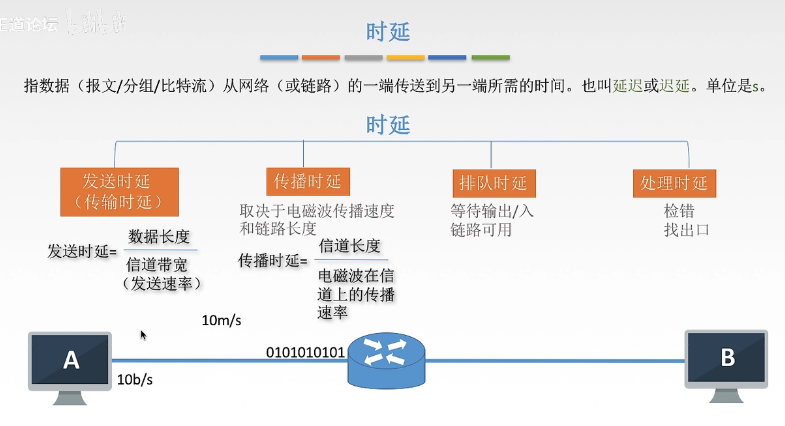 王道论坛
时延
指数据（报文/分组/比特流）从网络（或链路）的一端传送到另一端所需的时间。也叫延迟或迟延。单位是s。
时延
发送时延
（传输时延）
传播时延
排队时延
处理时延
取决于电磁波传播速度
和链路长度
等待输出/入
链路可用
检错
找出口
发送时延=
数据长度
信道带宽
（发送速率）
传播时延=
信道长度
电磁波在信
道上的传播
速率
10m/s
0101010101
A
B
10b/s